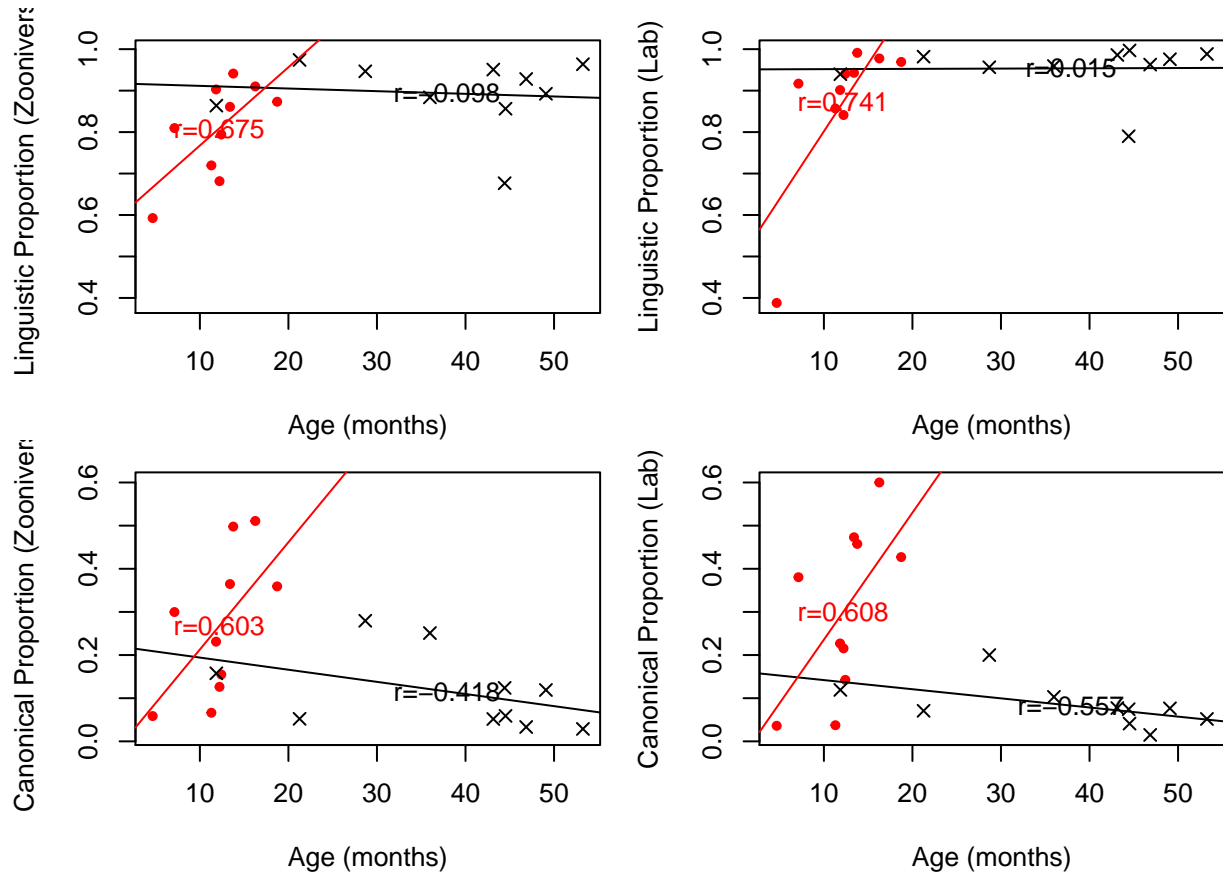 Linguistic Proportion (Zoonivers
1.0
0.8
0.6
0.4
r=−0.098
r=0.675
10 20 30 40 50
Age (months)
Linguistic Proportion (Lab)
1.0
0.8
0.6
0.4
r=0.015
r=0.741
10 20 30 40 50
Age (months)
Canonical Proportion (Zoonivers
0.6
0.4
0.2
0.0
r=0.603
r=−0.418
10 20 30 40 50
Age (months)
Canonical Proportion (Lab)
0.6
0.4
0.2
0.0
r=0.608
r=−0.557
10 20 30 40 50
Age (months)